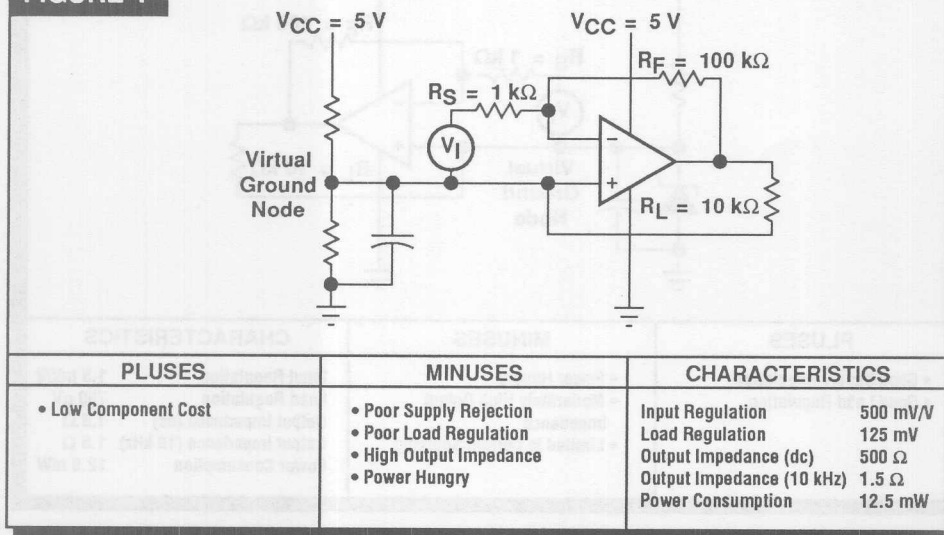 VCC = 5 V
VCC = 5 V
RF = 100 kΩ
RS = 1 kΩ
VI
Virtual
Ground
Node
−
+
RL = 10 kΩ
PLUSES
MINUSES
CHARACTERISTICS
• Low Component Cost
• Poor Supply Rejection
• Poor Load Regulation
• High Output Impedance
• Power Hungry
Input Regulation 500 mV/V
Load Regulation 125 mV
Output Impedance (dc) 500 Ω
Output Impedance (10 kHz) 1.5 Ω
Power Consumption 12.5 mW